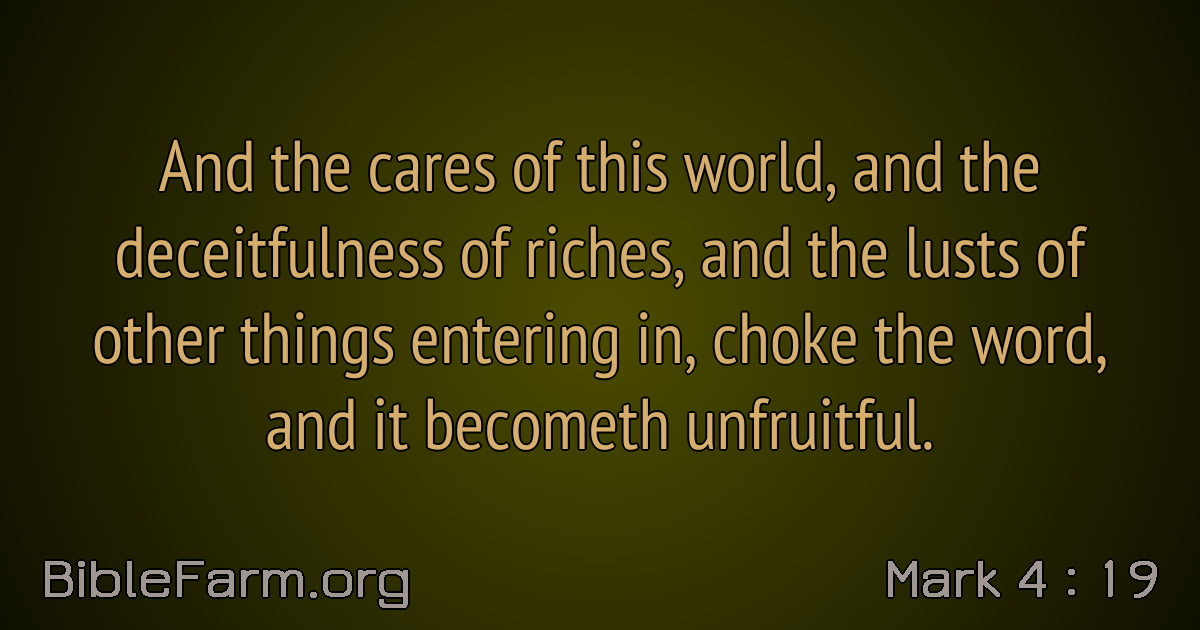 And the cares of this world, and the
deceitfulness of riches, and the lusts of
other things entering in, choke the word,
and it becometh unfruitful.
BibleFarm.org
Mark 4 : 19